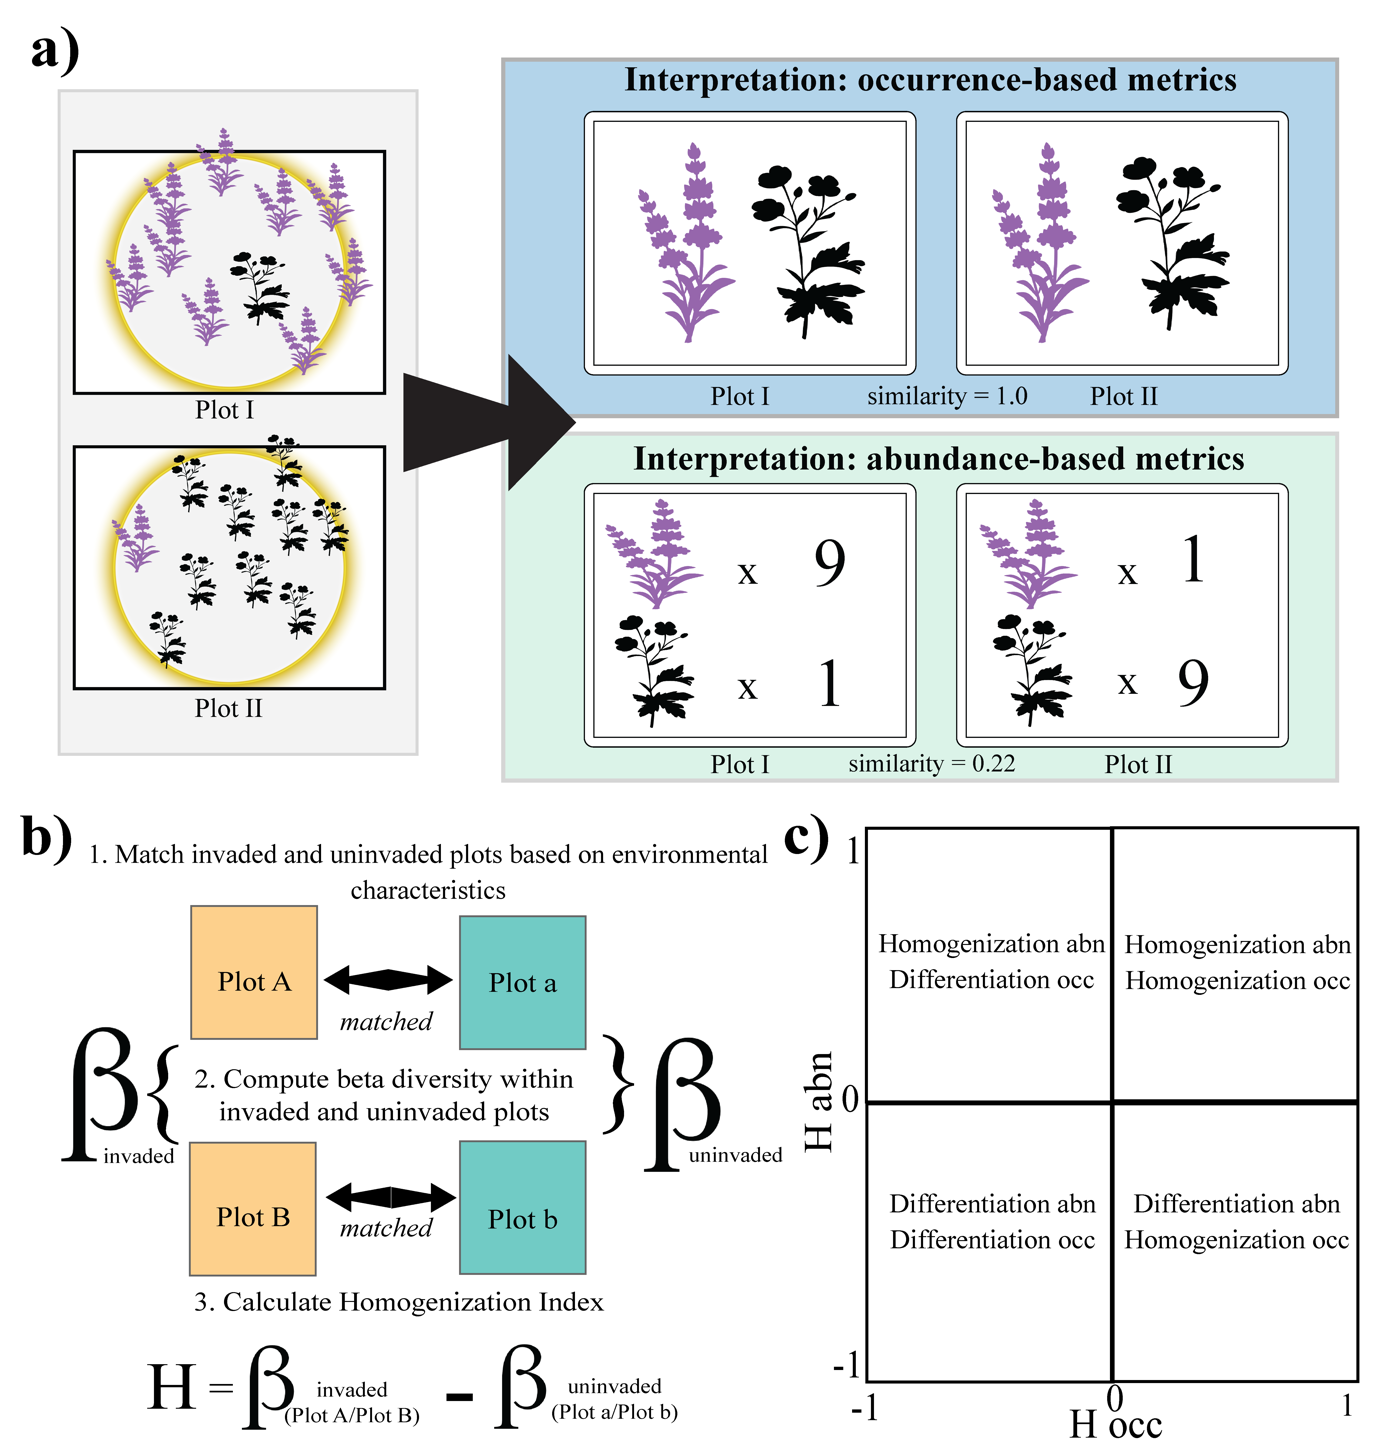 a)
Plot I
Plot II
Interpretation: occurrence-based metrics
Plot I
similarity = 1.0
Plot II
Interpretation: abundance-based metrics
x 9
x 1
x 1
x 9
Plot I
similarity = 0.22
Plot II
b)
1. Match invaded and uninvaded plots based on environmental
characteristics
Plot A
matched
Plot a
β invaded
{
2. Compute beta diversity within
invaded and uninvaded plots
}
β uninvaded
Plot B
matched
Plot b
3. Calculate Homogenization Index
H = β invaded (Plot A/Plot B) - β uninvaded (Plot a/Plot b)
c)
1
0
-1
H abn
Homogenization abn
Differentiation occ
Homogenization abn
Homogenization occ
Differentiation abn
Differentiation occ
Differentiation abn
Homogenization occ
-1
0
1
H occ